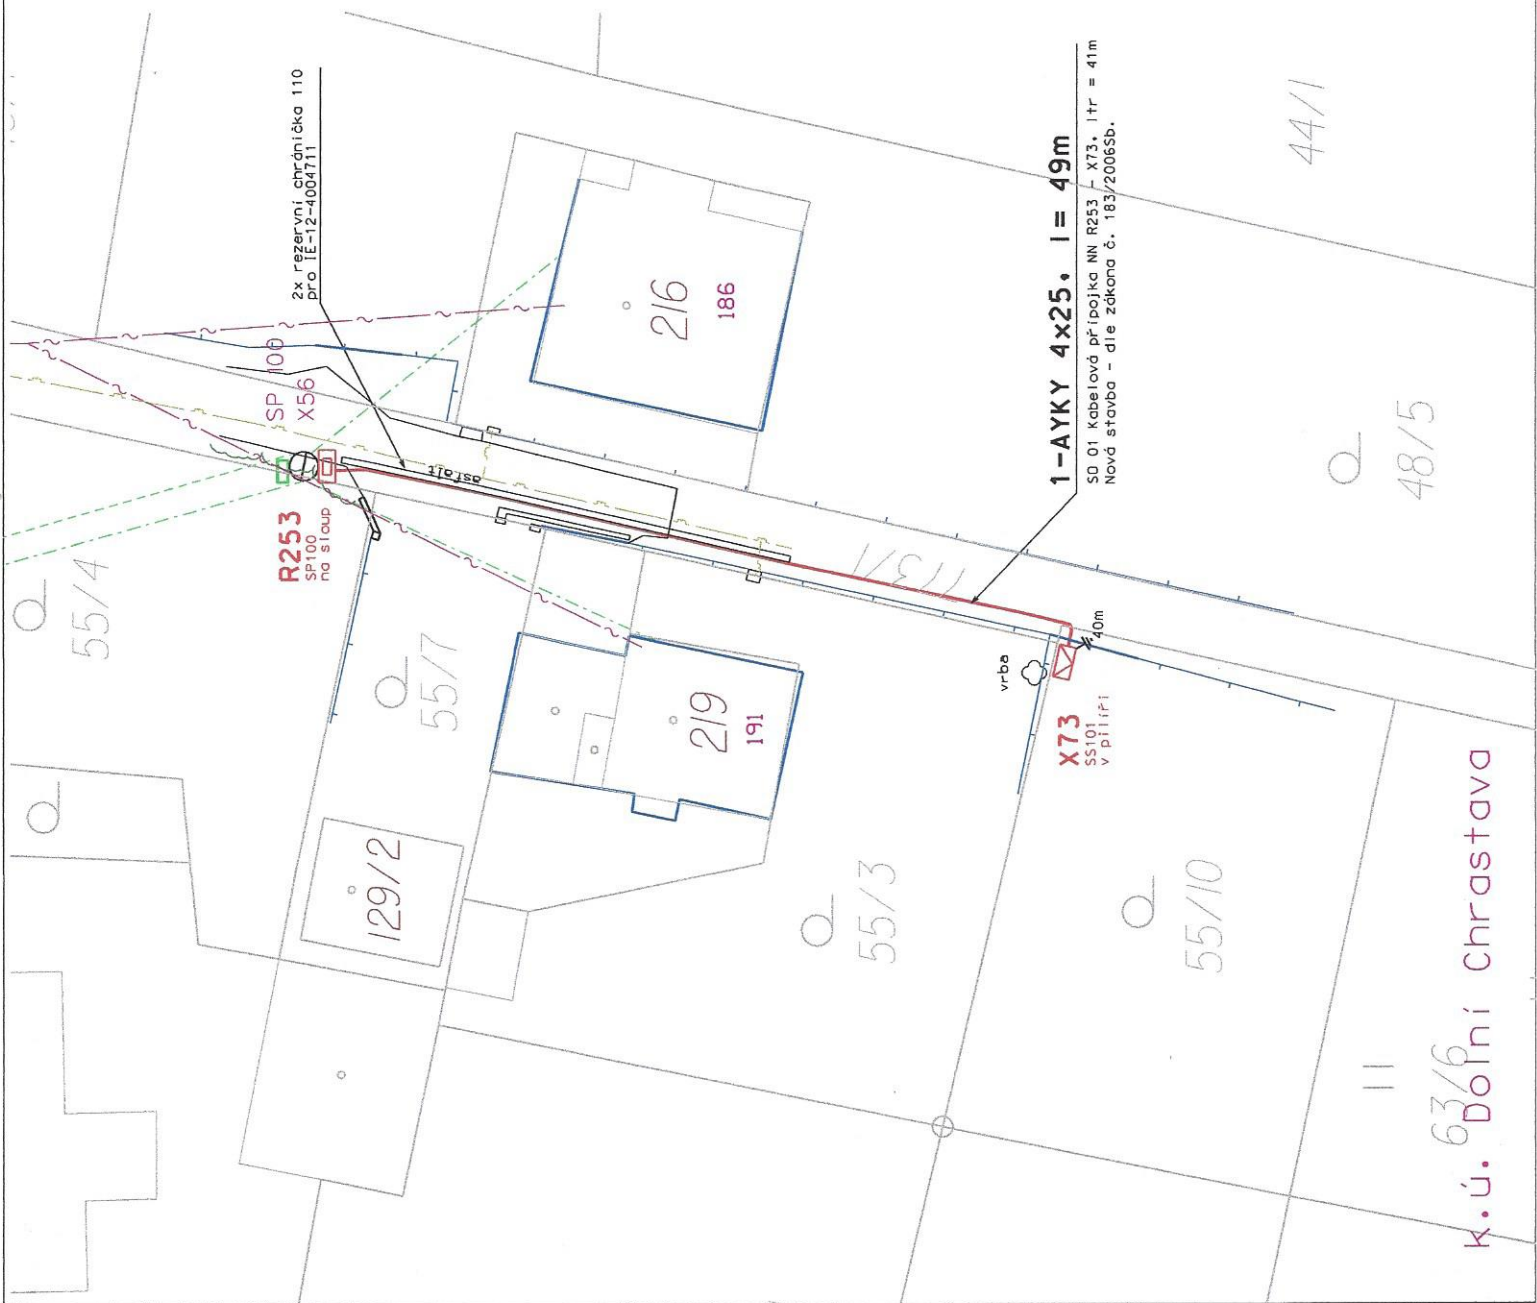 2x rezervní chránička 110
pro IE-12-4004711
SP 100
X56
R253
SP100
na sloup
asfalt
216
186
1-AYKY 4x25. l= 49m
SO 01 Kabelová přípojka NN R253 - X73. ltr = 41m
Nová stavba - dle zákona č. 183/2006Sb.
44/1
48/5
55/4
55/7
219
191
129/2
113/1
vrba
40m
X73
SS101
v pilíři
55/3
55/10
63/6
k.ú. Dolní Chrastava